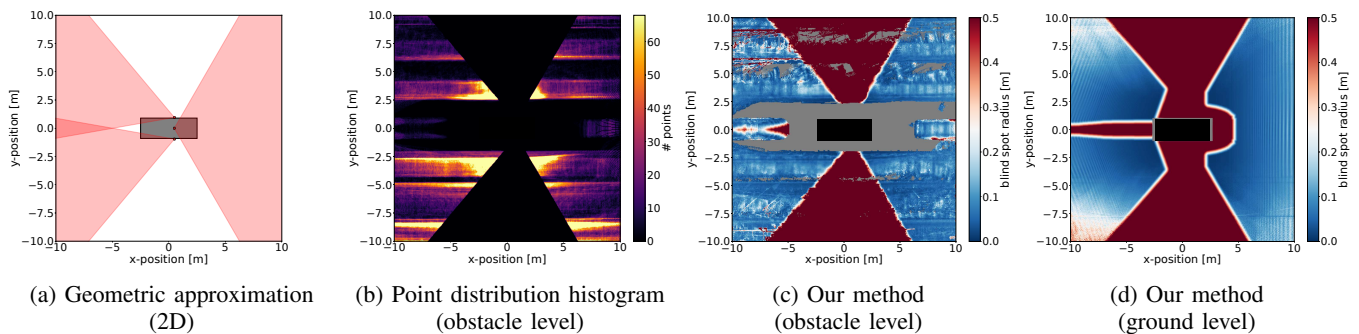 10.0
7.5
5.0
2.5
0.0
−2.5
−5.0
−7.5
−10.0
y-position [m]
−10 −5 0 5 10
x-position [m]
10.0
7.5
5.0
2.5
0.0
−2.5
−5.0
−7.5
−10.0
y-position [m]
−10 −5 0 5 10
x-position [m]
60
50
40
30
20
10
0
# points
10.0
7.5
5.0
2.5
0.0
−2.5
−5.0
−7.5
−10.0
y-position [m]
−10 −5 0 5 10
x-position [m]
0.5
0.4
0.3
0.2
0.1
0.0
blind spot radius [m]
10.0
7.5
5.0
2.5
0.0
−2.5
−5.0
−7.5
−10.0
y-position [m]
−10 −5 0 5 10
x-position [m]
0.5
0.4
0.3
0.2
0.1
0.0
blind spot radius [m]
(a) Geometric approximation
(2D)
(b) Point distribution histogram
(obstacle level)
(c) Our method
(obstacle level)
(d) Our method
(ground level)